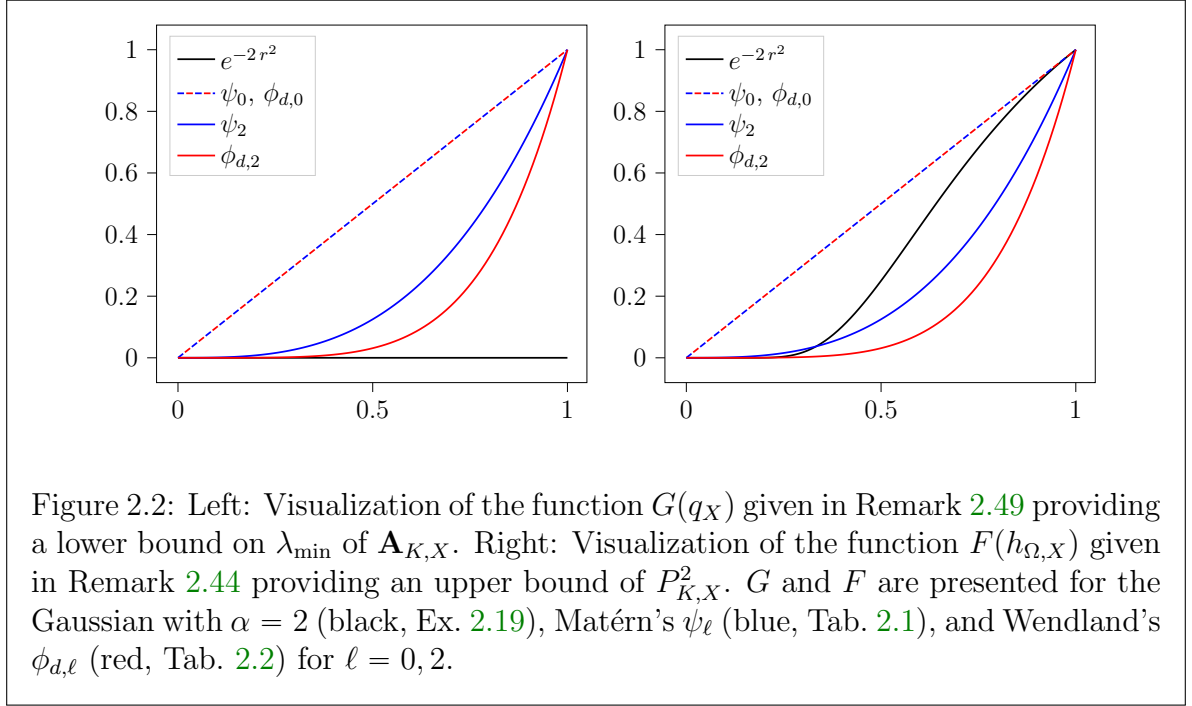 1
0.8
0.6
0.4
0.2
0
0
0.5
1
e^{-2 r^2}
ψ_0, ϕ_{d,0}
ψ_2
ϕ_{d,2}
1
0.8
0.6
0.4
0.2
0
0
0.5
1
e^{-2 r^2}
ψ_0, ϕ_{d,0}
ψ_2
ϕ_{d,2}
Figure 2.2: Left: Visualization of the function G(q_X) given in Remark 2.49 providing
a lower bound on λ_min of A_{K,X}. Right: Visualization of the function F(h_{Ω,X}) given
in Remark 2.44 providing an upper bound of P^2_{K,X}. G and F are presented for the
Gaussian with α = 2 (black, Ex. 2.19), Matérn's ψ_ℓ (blue, Tab. 2.1), and Wendland's
ϕ_{d,ℓ} (red, Tab. 2.2) for ℓ = 0, 2.